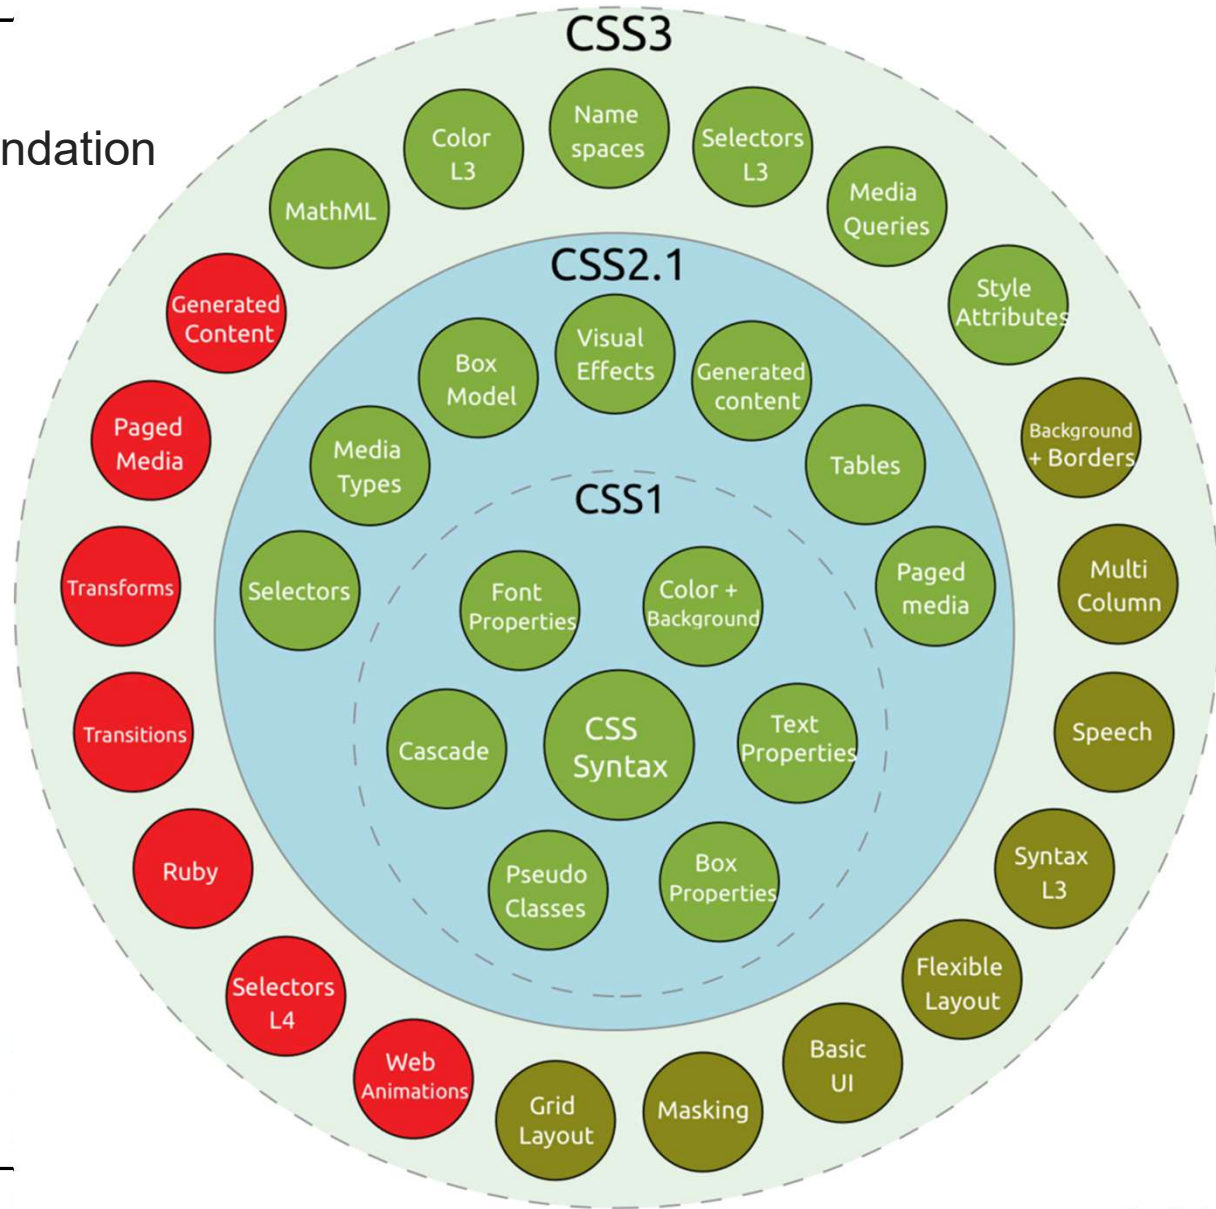 CSS3
ndation
Name
spaces
Color
L3
Selectors
L3
MathML
Media
Queries
Generated
Content
Style
Attributes
Paged
Media
Background
+ Borders
Transforms
Multi
Column
Transitions
Speech
Ruby
Syntax
L3
Selectors
L4
Flexible
Layout
Web
Animations
Basic
UI
Grid
Layout
Masking
CSS2.1
Visual
Effects
Box
Model
Generated
content
Media
Types
Tables
Selectors
Paged
media
CSS1
Font
Properties
Color +
Background
Cascade
CSS
Syntax
Text
Properties
Pseudo
Classes
Box
Properties